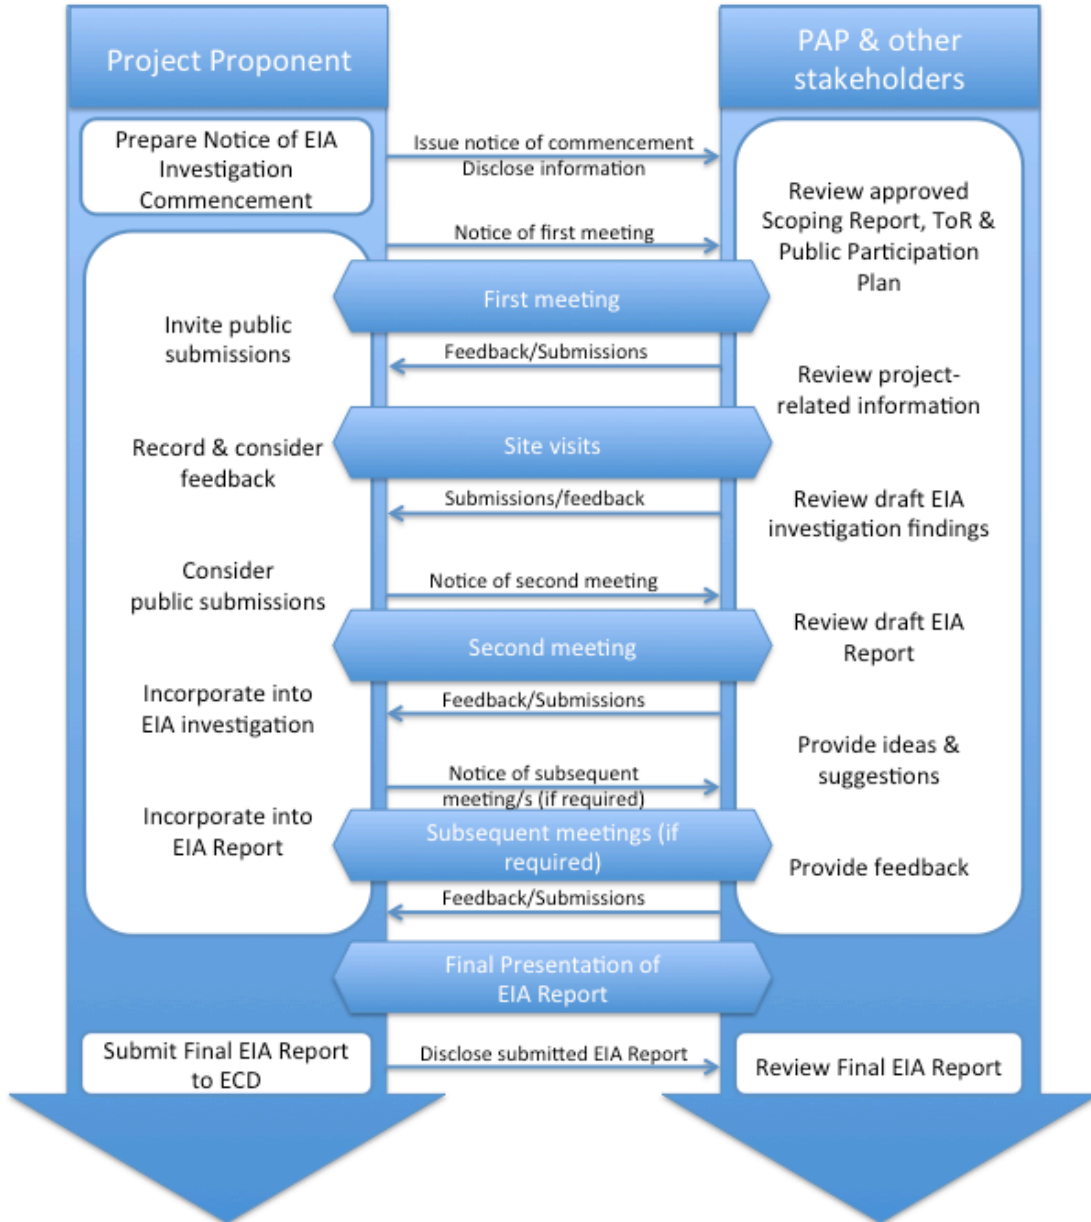 Project Proponent
PAP & other
stakeholders
Prepare Notice of EIA
Investigation
Commencement
Issue notice of commencement
Disclose information
Review approved
Scoping Report, ToR &
Public Participation
Plan
Notice of first meeting
First meeting
Invite public
submissions
Feedback/Submissions
Review project-
related information
Record & consider
feedback
Site visits
Submissions/feedback
Review draft EIA
investigation findings
Consider
public submissions
Notice of second meeting
Second meeting
Review draft EIA
Report
Incorporate into
EIA investigation
Feedback/Submissions
Provide ideas &
suggestions
Notice of subsequent
meeting/s (if required)
Incorporate into
EIA Report
Subsequent meetings (if
required)
Provide feedback
Feedback/Submissions
Final Presentation of
EIA Report
Submit Final EIA Report
to ECD
Disclose submitted EIA Report
Review Final EIA Report